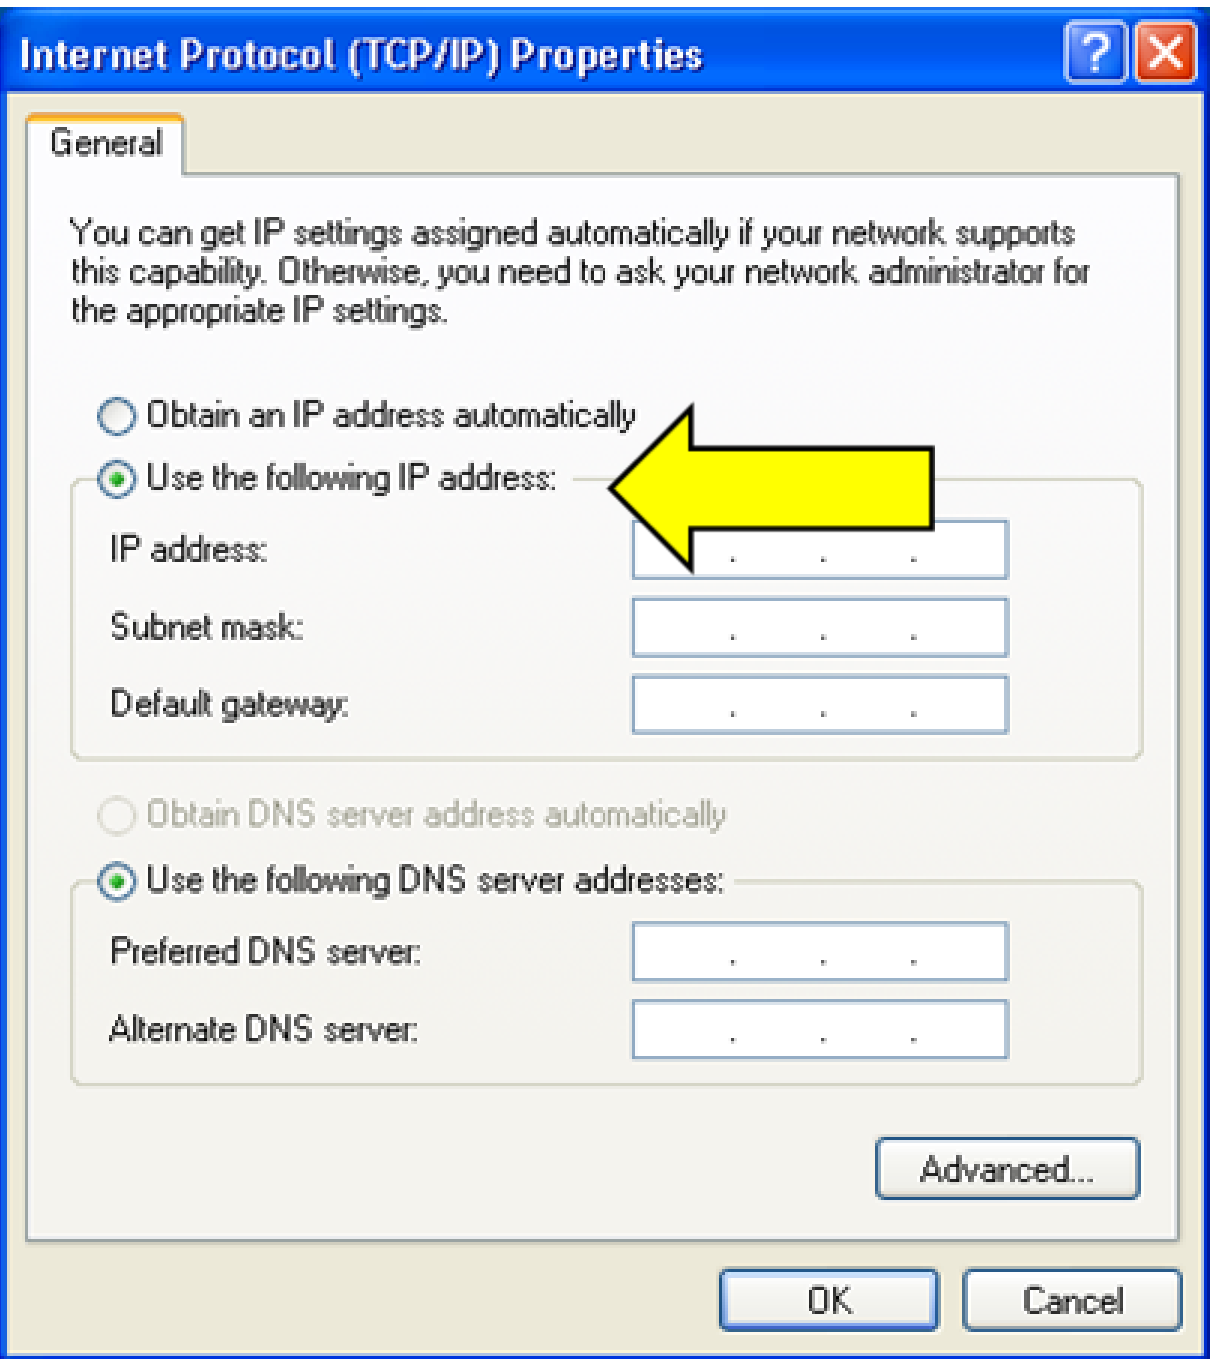 Internet Protocol (TCP/IP) Properties
?
General
You can get IP settings assigned automatically if your network supports
this capability. Otherwise, you need to ask your network administrator for
the appropriate IP settings.
Obtain an IP address automatically
Use the following IP address:
IP address: . . .
Subnet mask: . . .
Default gateway: . . .
Obtain DNS server address automatically
Use the following DNS server addresses:
Preferred DNS server: . . .
Alternate DNS server: . . .
Advanced...
OK Cancel